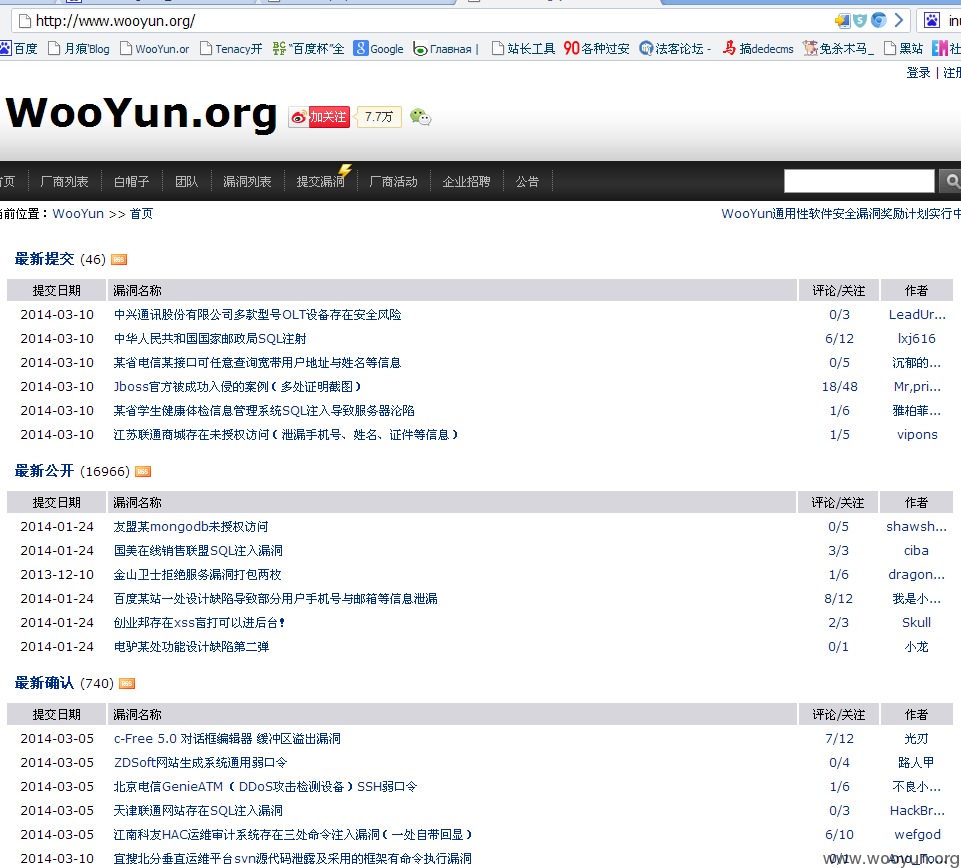 http://www.wooyun.org/
百度 月痕'Blog WooYun.or Tenacy开 "百度杯"全 Google Главная | 站长工具 90各种过安 法客论坛 - 搞dedecms 免杀木马_ 黑站
登录 |
WooYun.org 加关注 7.7万
厂商列表 白帽子 团队 漏洞列表 提交漏洞 厂商活动 企业招聘 公告
当前位置：WooYun >> 首页 WooYun通用性软件安全漏洞奖励计划实行中
最新提交 (46) RSS
提交日期 漏洞名称 评论/关注 作者
2014-03-10 中兴通讯股份有限公司多款型号OLT设备存在安全风险 0/3 LeadUr...
2014-03-10 中华人民共和国国家邮政局SQL注射 6/12 lxj616
2014-03-10 某省电信某接口可任意查询宽带用户地址与姓名等信息 0/5 沉郁的...
2014-03-10 Jboss官方被成功入侵的案例（多处证明截图） 18/48 Mr,pri...
2014-03-10 某省学生健康体检信息管理系统SQL注入导致服务器沦陷 1/6 雅柏菲...
2014-03-10 江苏联通商城存在未授权访问（泄漏手机号、姓名、证件等信息） 1/5 vipons
最新公开 (16966) RSS
提交日期 漏洞名称 评论/关注 作者
2014-01-24 友盟某mongodb未授权访问 0/5 shawsh...
2014-01-24 国美在线销售联盟SQL注入漏洞 3/3 ciba
2013-12-10 金山卫士拒绝服务漏洞打包两枚 1/6 dragon...
2014-01-24 百度某站一处设计缺陷导致部分用户手机号与邮箱等信息泄漏 8/12 我是小...
2014-01-24 创业邦存在xss盲打可以进后台！ 2/3 Skull
2014-01-24 电驴某处功能设计缺陷第二弹 0/1 小龙
最新确认 (740) RSS
提交日期 漏洞名称 评论/关注 作者
2014-03-05 c-Free 5.0 对话框编辑器 缓冲区溢出漏洞 7/12 光刃
2014-03-05 ZDSoft网站生成系统通用弱口令 0/4 路人甲
2014-03-05 北京电信GenieATM（DDoS攻击检测设备）SSH弱口令 1/6 不良小...
2014-03-05 天津联通网站存在SQL注入漏洞 0/3 HackBr...
2014-03-05 江南科友HAC运维审计系统存在三处命令注入漏洞（一处自带回显） 6/10 wefgod
2014-03-10 宜搜北分垂直运维平台svn源代码泄露及采用的框架有命令执行漏洞
www.wooyun.org